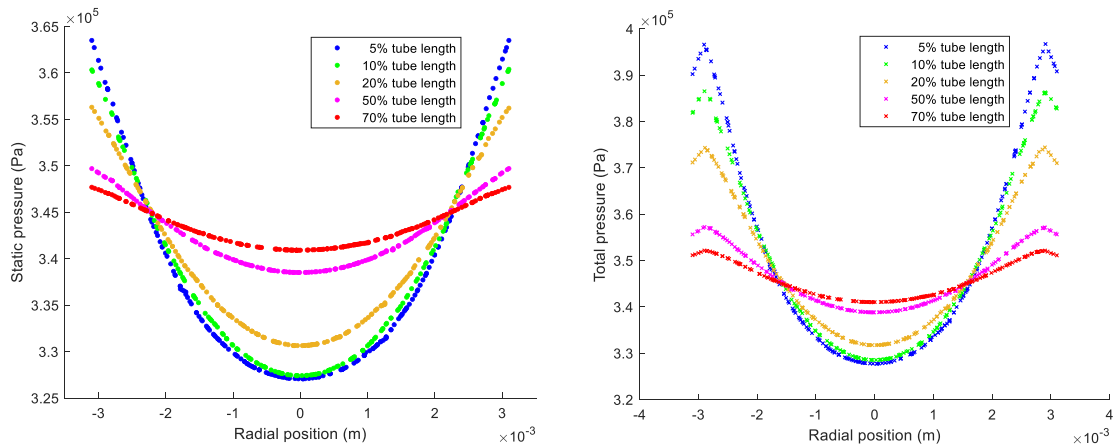 ×10⁵
3.65
3.6
3.55
3.5
3.45
3.4
3.35
3.3
3.25
Static pressure (Pa)
5% tube length
10% tube length
20% tube length
50% tube length
70% tube length
-3 -2 -1 0 1 2 3
Radial position (m)
×10⁻³
×10⁵
4
3.9
3.8
3.7
3.6
3.5
3.4
3.3
3.2
Total pressure (Pa)
5% tube length
10% tube length
20% tube length
50% tube length
70% tube length
-4 -3 -2 -1 0 1 2 3 4
Radial position (m)
×10⁻³